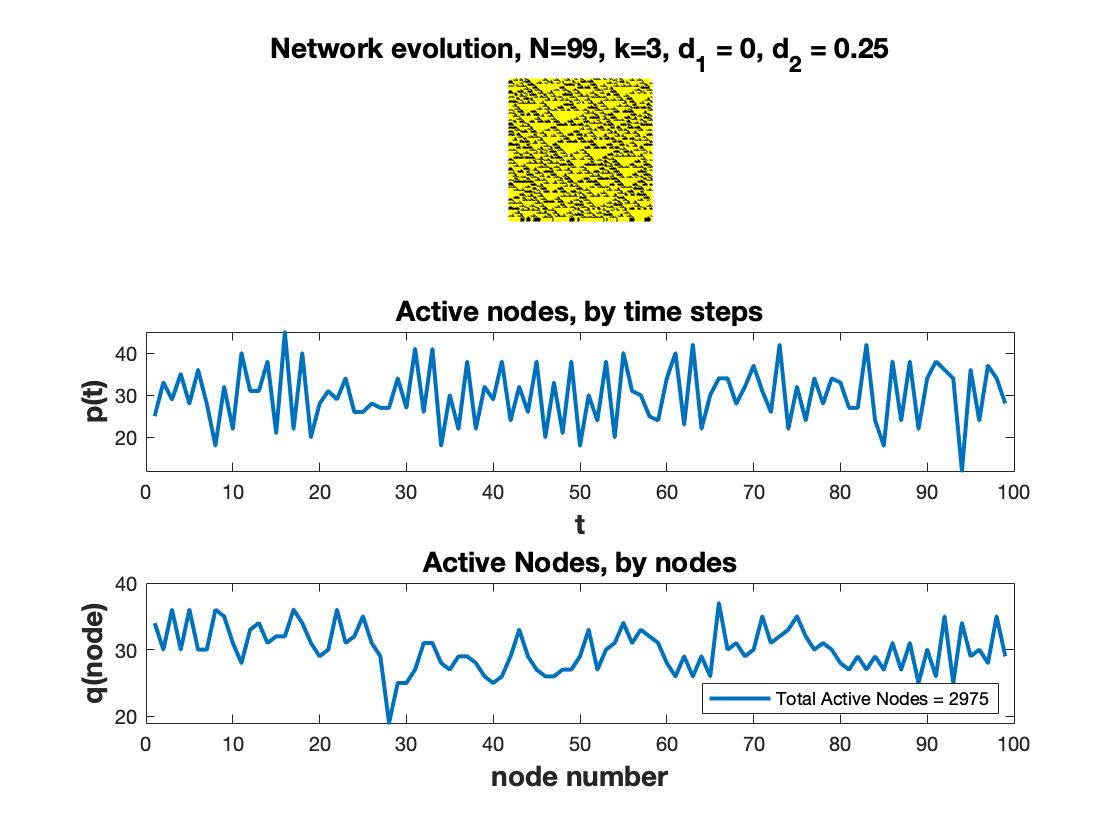 Network evolution, N=99, k=3, d1 = 0, d2 = 0.25
Active nodes, by time steps
p(t)
40
30
20
0 10 20 30 40 50 60 70 80 90 100
t
Active Nodes, by nodes
q(node)
40
30
20
Total Active Nodes = 2975
0 10 20 30 40 50 60 70 80 90 100
node number